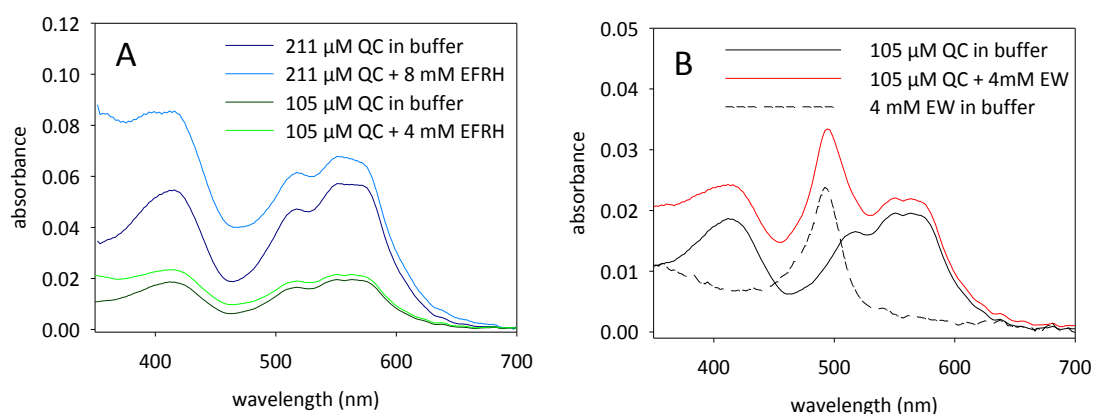 A
211 µM QC in buffer
211 µM QC + 8 mM EFRH
105 µM QC in buffer
105 µM QC + 4 mM EFRH
absorbance
0.12
0.10
0.08
0.06
0.04
0.02
0.00
400
500
600
700
wavelength (nm)
B
105 µM QC in buffer
105 µM QC + 4mM EW
4 mM EW in buffer
absorbance
0.05
0.04
0.03
0.02
0.01
0.00
400
500
600
700
wavelength (nm)